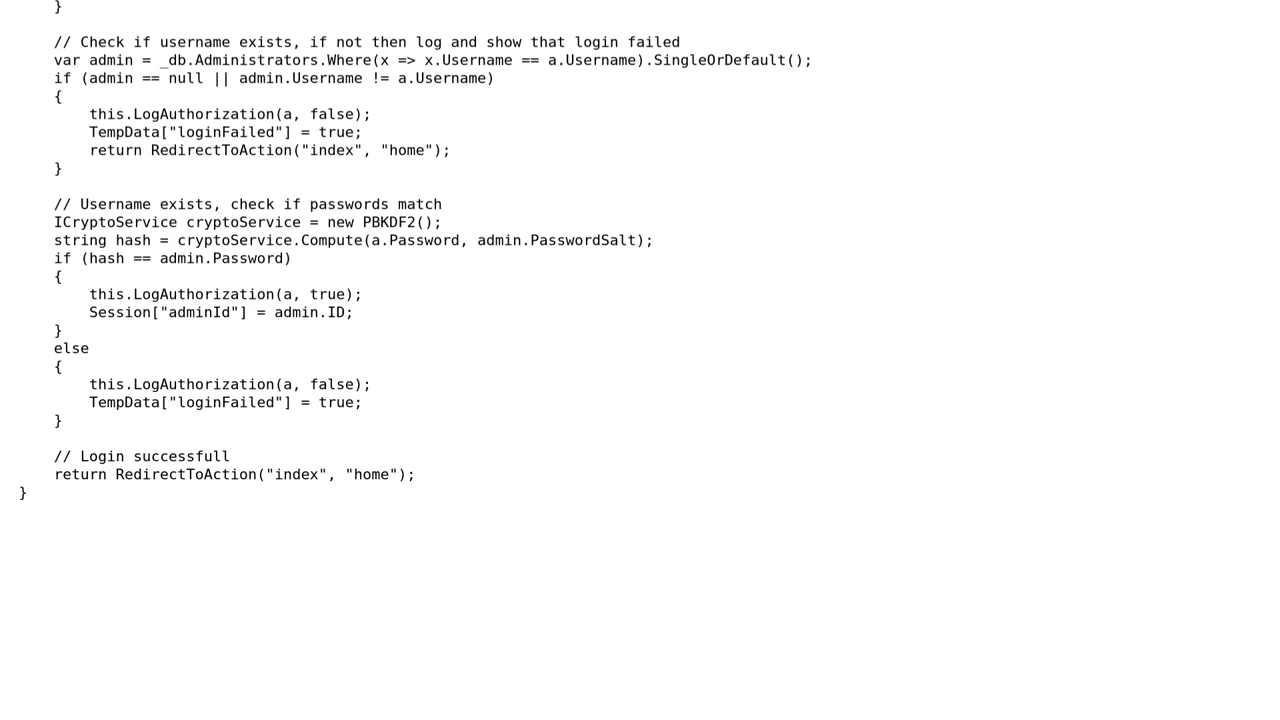 }

    // Check if username exists, if not then log and show that login failed
    var admin = _db.Administrators.Where(x => x.Username == a.Username).SingleOrDefault();
    if (admin == null || admin.Username != a.Username)
    {
        this.LogAuthorization(a, false);
        TempData["loginFailed"] = true;
        return RedirectToAction("index", "home");
    }

    // Username exists, check if passwords match
    ICryptoService cryptoService = new PBKDF2();
    string hash = cryptoService.Compute(a.Password, admin.PasswordSalt);
    if (hash == admin.Password)
    {
        this.LogAuthorization(a, true);
        Session["adminId"] = admin.ID;
    }
    else
    {
        this.LogAuthorization(a, false);
        TempData["loginFailed"] = true;
    }

    // Login successfull
    return RedirectToAction("index", "home");
}